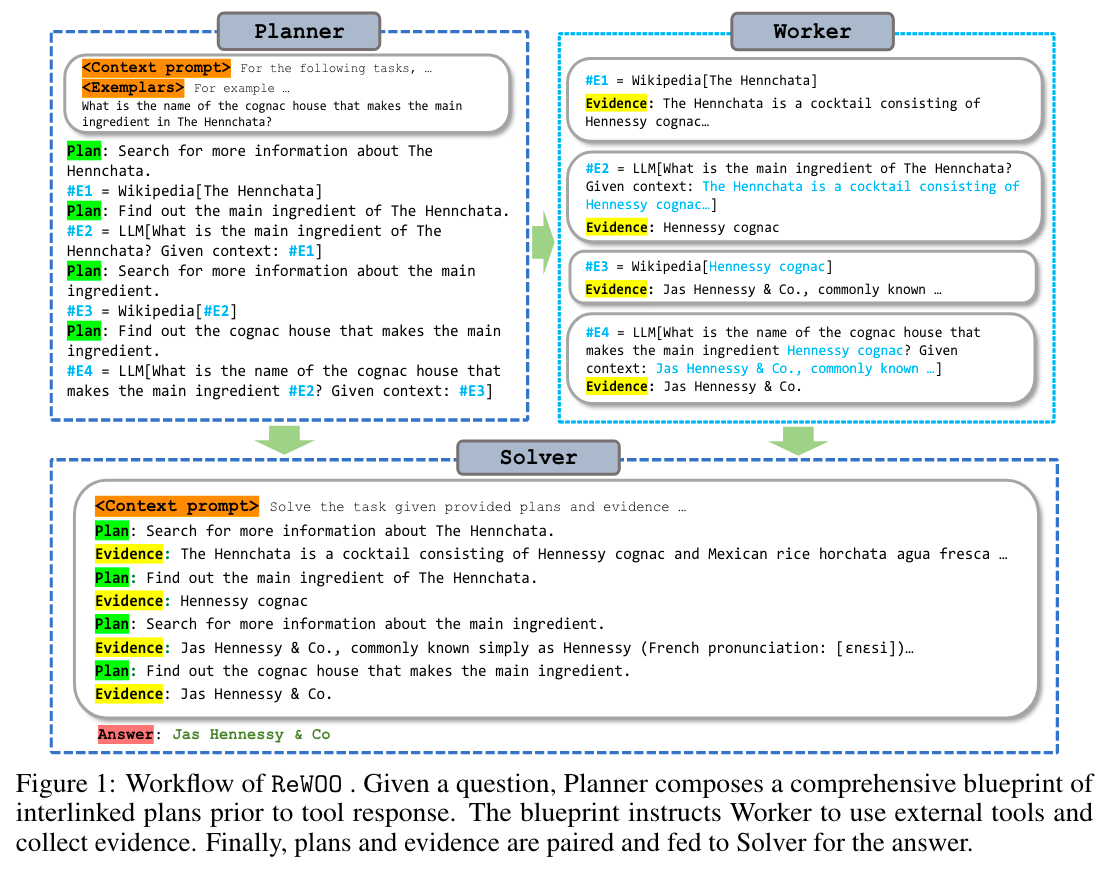 Planner
<Context prompt> For the following tasks, …
<Exemplars> For example …
What is the name of the cognac house that makes the main
ingredient in The Hennchata?
Plan: Search for more information about The
Hennchata.
#E1 = Wikipedia[The Hennchata]
Plan: Find out the main ingredient of The Hennchata.
#E2 = LLM[What is the main ingredient of The
Hennchata? Given context: #E1]
Plan: Search for more information about the main
ingredient.
#E3 = Wikipedia[#E2]
Plan: Find out the cognac house that makes the main
ingredient.
#E4 = LLM[What is the name of the cognac house that
makes the main ingredient #E2? Given context: #E3]
Worker
#E1 = Wikipedia[The Hennchata]
Evidence: The Hennchata is a cocktail consisting of
Hennessy cognac…
#E2 = LLM[What is the main ingredient of The Hennchata?
Given context: The Hennchata is a cocktail consisting of
Hennessy cognac…]
Evidence: Hennessy cognac
#E3 = Wikipedia[Hennessy cognac]
Evidence: Jas Hennessy & Co., commonly known …
#E4 = LLM[What is the name of the cognac house that
makes the main ingredient Hennessy cognac? Given
context: Jas Hennessy & Co., commonly known …]
Evidence: Jas Hennessy & Co.
Solver
<Context prompt> Solve the task given provided plans and evidence …
Plan: Search for more information about The Hennchata.
Evidence: The Hennchata is a cocktail consisting of Hennessy cognac and Mexican rice horchata agua fresca …
Plan: Find out the main ingredient of The Hennchata.
Evidence: Hennessy cognac
Plan: Search for more information about the main ingredient.
Evidence: Jas Hennessy & Co., commonly known simply as Hennessy (French pronunciation: [ɛnɛsi])…
Plan: Find out the cognac house that makes the main ingredient.
Evidence: Jas Hennessy & Co.
Answer: Jas Hennessy & Co
Figure 1: Workflow of ReWOO . Given a question, Planner composes a comprehensive blueprint of
interlinked plans prior to tool response. The blueprint instructs Worker to use external tools and
collect evidence. Finally, plans and evidence are paired and fed to Solver for the answer.